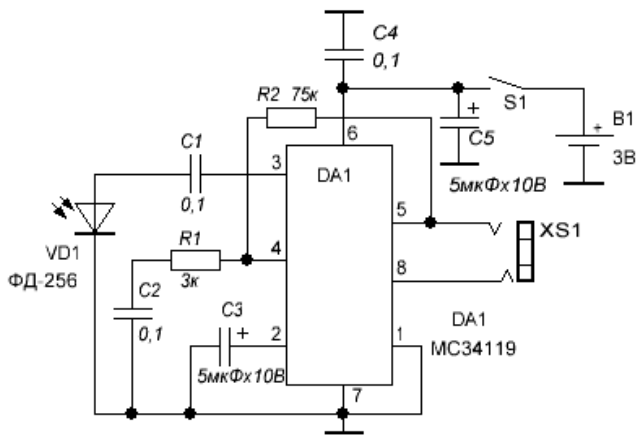 C4
0,1
R2 75к
6
S1
+
C5
B1
+
3В
C1
3
DA1
0,1
5мкФх10В
5
XS1
R1
4
VD1
ФД-256
3к
8
C2
C3
0,1
+
2
1
DA1
MC34119
5мкФх10В
7